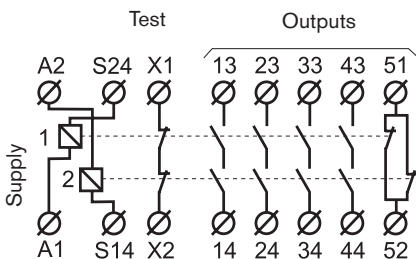 Test Outputs
A2 S24 X1 13 23 33 43 51
1
Supply
2
A1 S14 X2 14 24 34 44 52